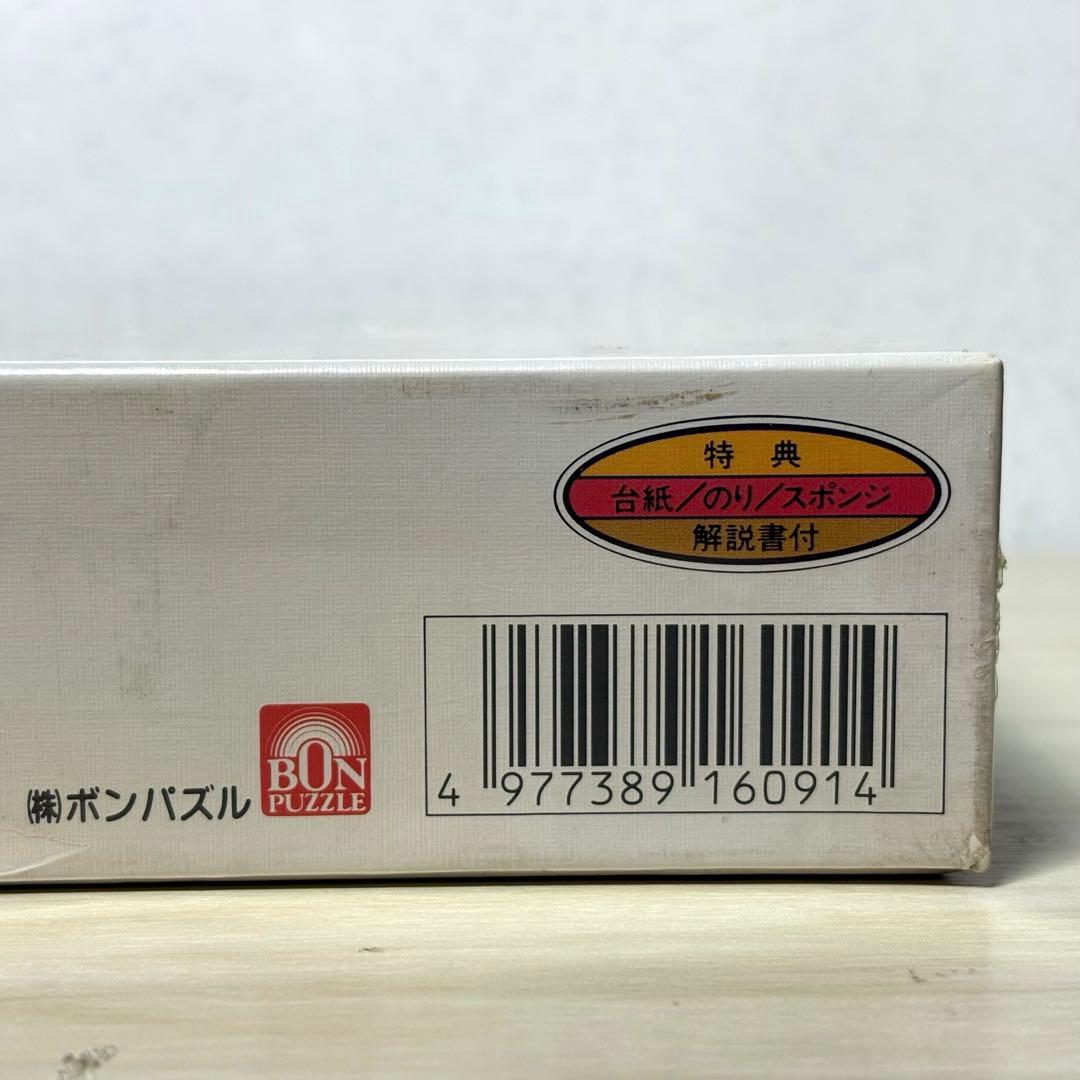 特典
台紙/のり/スポンジ
解説書付
㈱ボンパズル
BON
PUZZLE
4 977389 160914